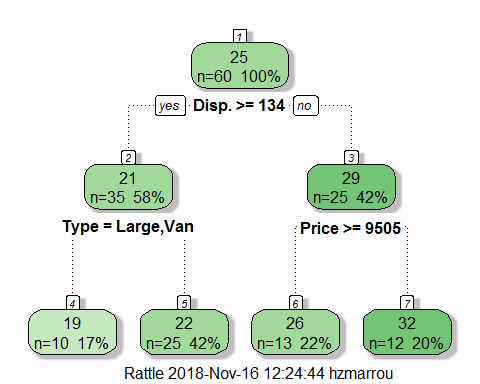 1
25
n=60 100%
yes Disp. >= 134 no
2
3
21
29
n=35 58%
n=25 42%
Type = Large,Van
Price >= 9505
4
5
6
7
19
22
26
32
n=10 17%
n=25 42%
n=13 22%
n=12 20%
Rattle 2018-Nov-16 12:24:44 hzmarrou